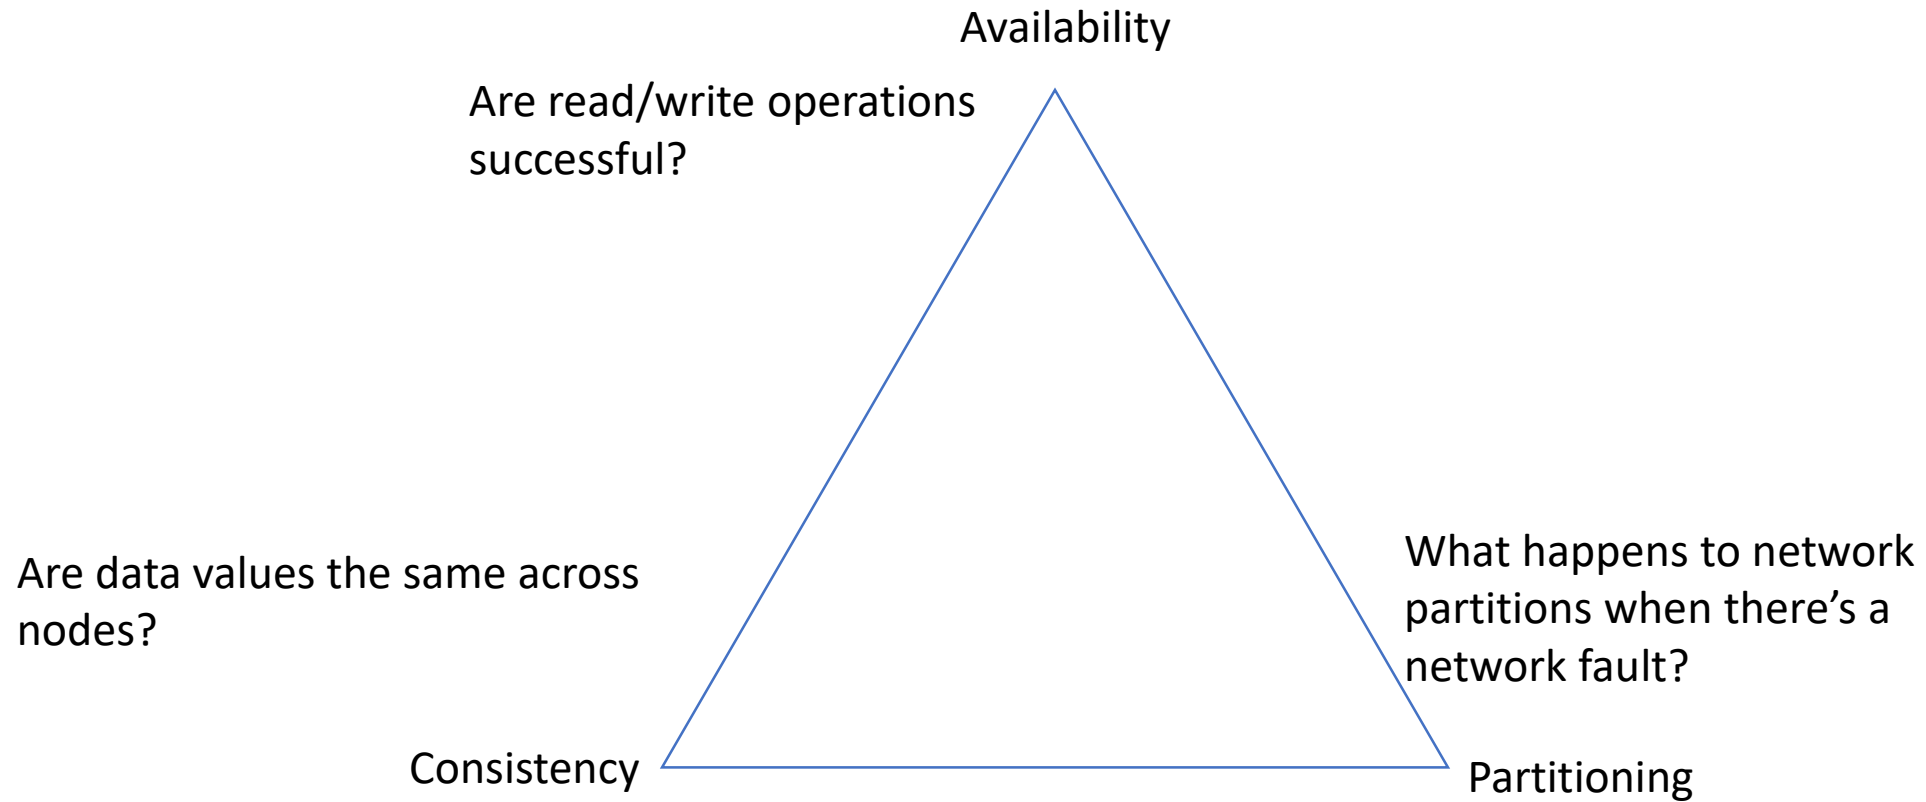 Availability
Are read/write operations
successful?
Are data values the same across
nodes?
What happens to network
partitions when there’s a
network fault?
Consistency
Partitioning